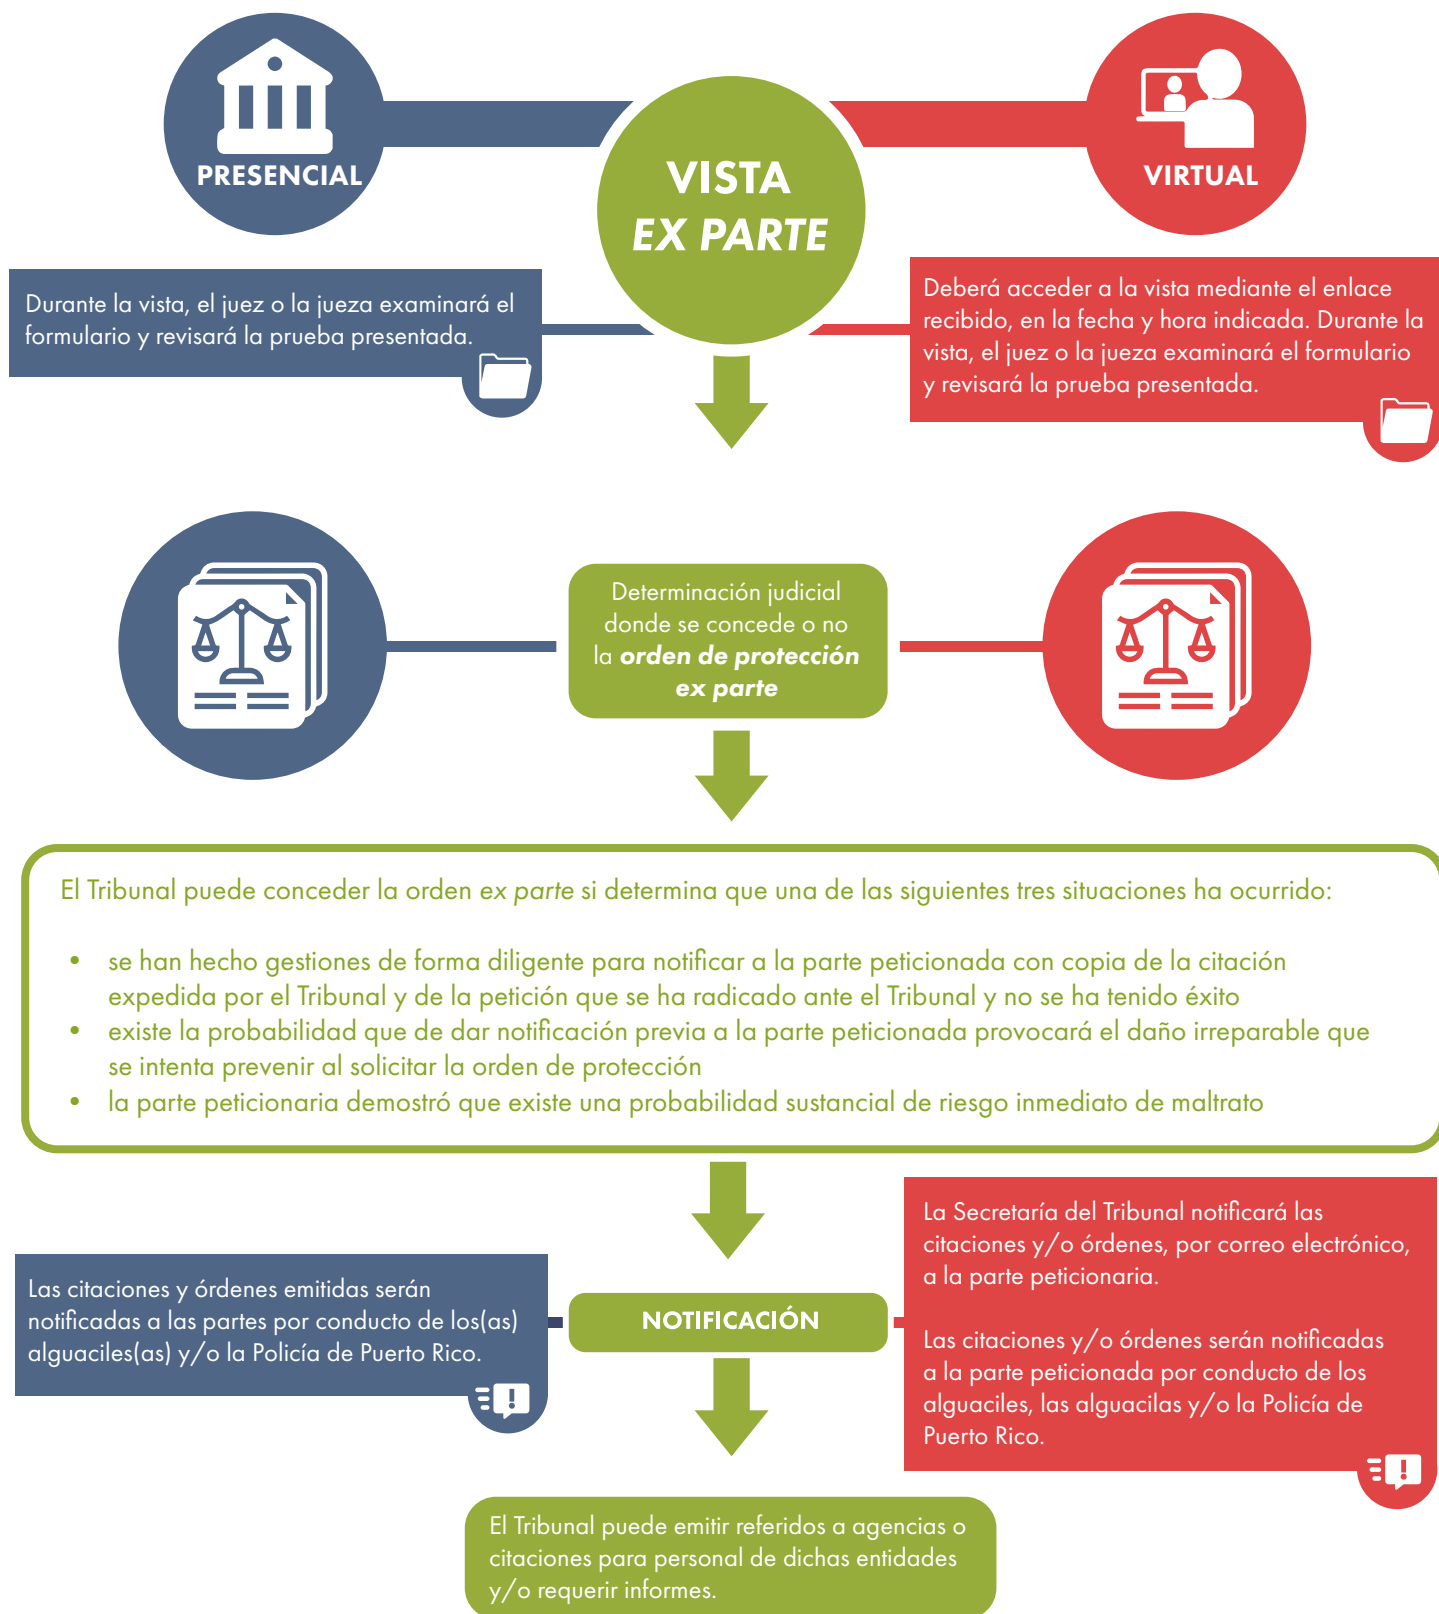 PRESENCIAL
VISTA
EX PARTE
VIRTUAL
Durante la vista, el juez o la jueza examinará el
formulario y revisará la prueba presentada.
Deberá acceder a la vista mediante el enlace
recibido, en la fecha y hora indicada. Durante la
vista, el juez o la jueza examinará el formulario
y revisará la prueba presentada.
Determinación judicial
donde se concede o no
la orden de protección
ex parte
El Tribunal puede conceder la orden ex parte si determina que una de las siguientes tres situaciones ha ocurrido:
• se han hecho gestiones de forma diligente para notificar a la parte peticionada con copia de la citación
expedida por el Tribunal y de la petición que se ha radicado ante el Tribunal y no se ha tenido éxito
• existe la probabilidad que de dar notificación previa a la parte peticionada provocará el daño irreparable que
se intenta prevenir al solicitar la orden de protección
• la parte peticionaria demostró que existe una probabilidad sustancial de riesgo inmediato de maltrato
Las citaciones y órdenes emitidas serán
notificadas a las partes por conducto de los(as)
alguaciles(as) y/o la Policía de Puerto Rico.
NOTIFICACIÓN
La Secretaría del Tribunal notificará las
citaciones y/o órdenes, por correo electrónico,
a la parte peticionaria.
Las citaciones y/o órdenes serán notificadas
a la parte peticionada por conducto de los
alguaciles, las alguacilas y/o la Policía de
Puerto Rico.
El Tribunal puede emitir referidos a agencias o
citaciones para personal de dichas entidades
y/o requerir informes.